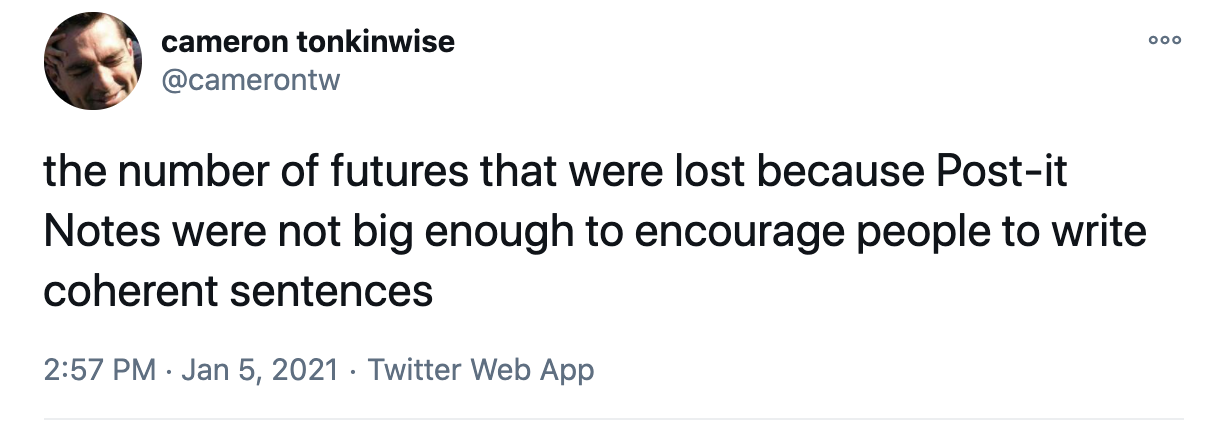 cameron tonkinwise
@camerontw
the number of futures that were lost because Post-it
Notes were not big enough to encourage people to write
coherent sentences
2:57 PM · Jan 5, 2021 · Twitter Web App